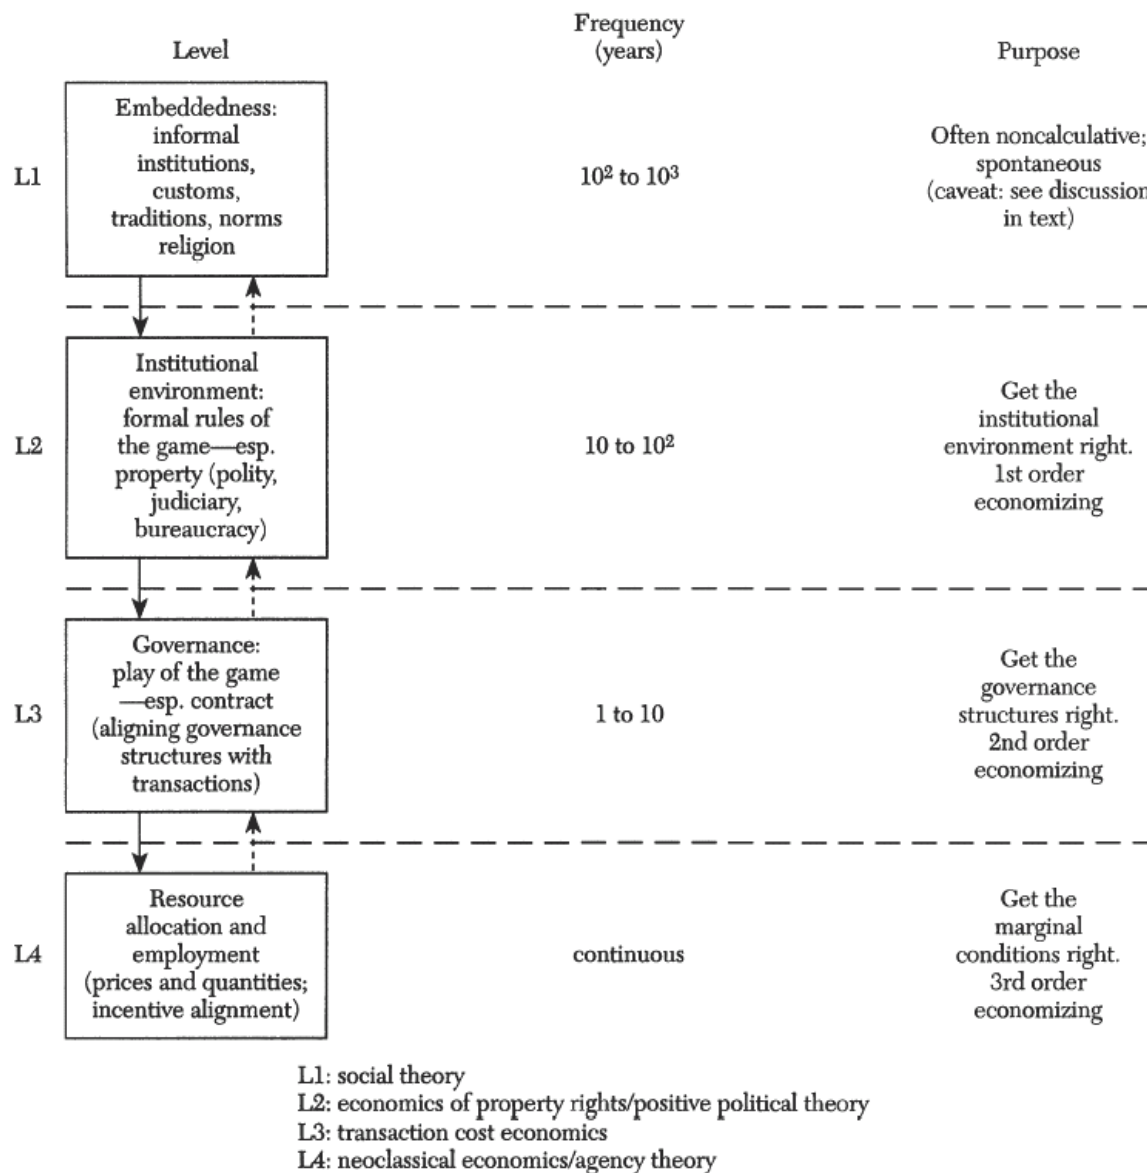 Level
Frequency
(years)
Purpose
L1
Embeddedness:
informal
institutions,
customs,
traditions, norms
religion
10² to 10³
Often noncalculative;
spontaneous
(caveat: see discussion
in text)
L2
Institutional
environment:
formal rules of
the game—esp.
property (polity,
judiciary,
bureaucracy)
10 to 10²
Get the
institutional
environment right.
1st order
economizing
L3
Governance:
play of the game
—esp. contract
(aligning governance
structures with
transactions)
1 to 10
Get the
governance
structures right.
2nd order
economizing
L4
Resource
allocation and
employment
(prices and quantities;
incentive alignment)
continuous
Get the
marginal
conditions right.
3rd order
economizing
L1: social theory
L2: economics of property rights/positive political theory
L3: transaction cost economics
L4: neoclassical economics/agency theory